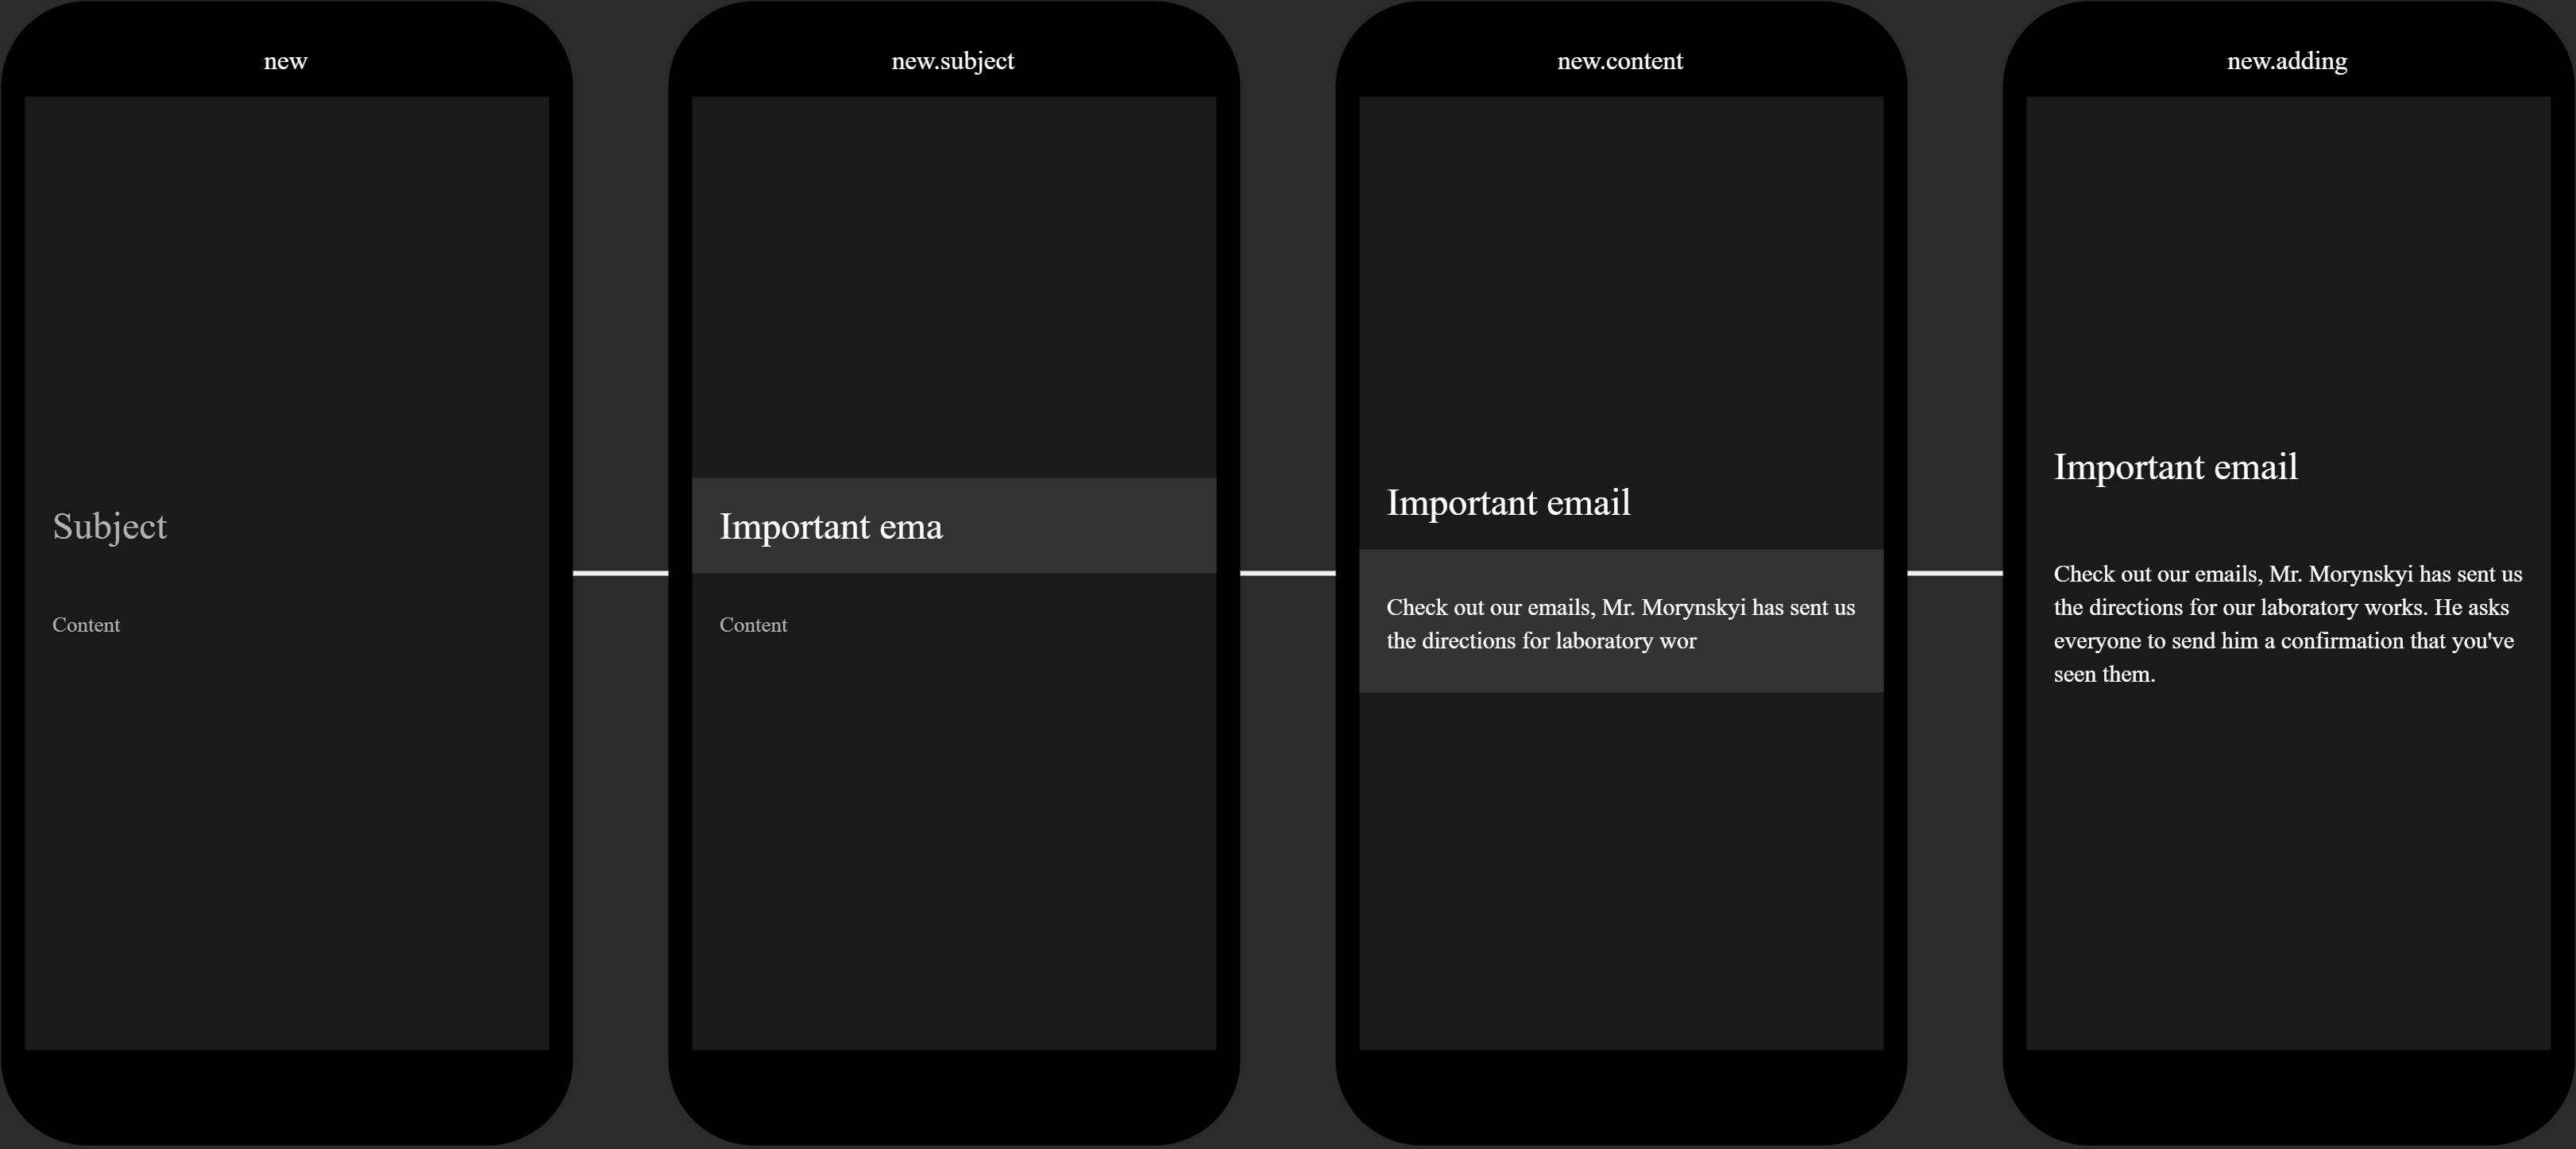 new
Subject
Content
new.subject
Important ema
Content
new.content
Important email
Check out our emails, Mr. Morynskyi has sent us
the directions for laboratory wor
new.adding
Important email
Check out our emails, Mr. Morynskyi has sent us
the directions for our laboratory works. He asks
everyone to send him a confirmation that you've
seen them.